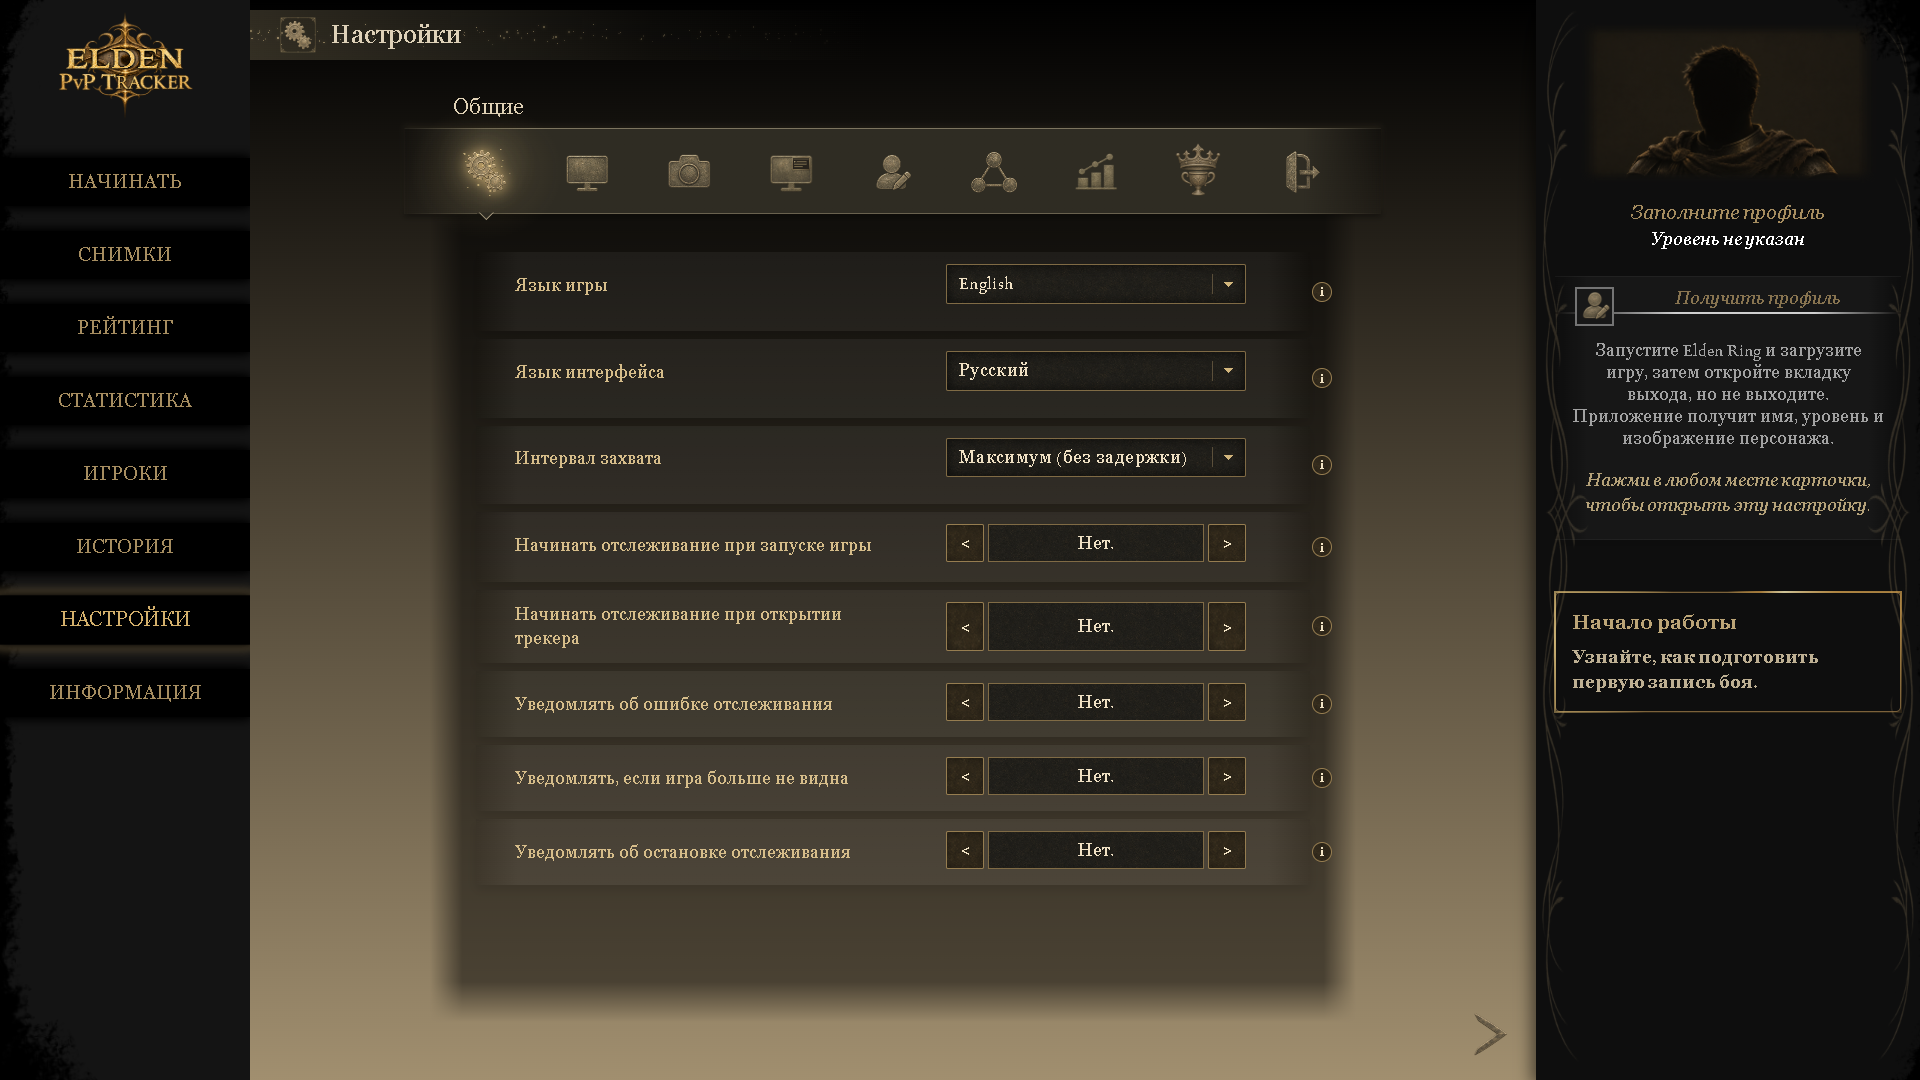 ELDEN
PVP TRACKER
НАЧИНАТЬ
СНИМКИ
РЕЙТИНГ
СТАТИСТИКА
ИГРОКИ
ИСТОРИЯ
НАСТРОЙКИ
ИНФОРМАЦИЯ
Настройки
Общие
Язык игры
English
Язык интерфейса
Русский
Интервал захвата
Максимум (без задержки)
Начинать отслеживание при запуске игры
< Нет. >
Начинать отслеживание при открытии
трекера
< Нет. >
Уведомлять об ошибке отслеживания
< Нет. >
Уведомлять, если игра больше не видна
< Нет. >
Уведомлять об остановке отслеживания
< Нет. >
Заполните профиль
Уровень не указан
Получить профиль
Запустите Elden Ring и загрузите
игру, затем откройте вкладку
выхода, но не выходите.
Приложение получит имя, уровень и
изображение персонажа.
Нажми в любом месте карточки,
чтобы открыть эту настройку.
Начало работы
Узнайте, как подготовить
первую запись боя.